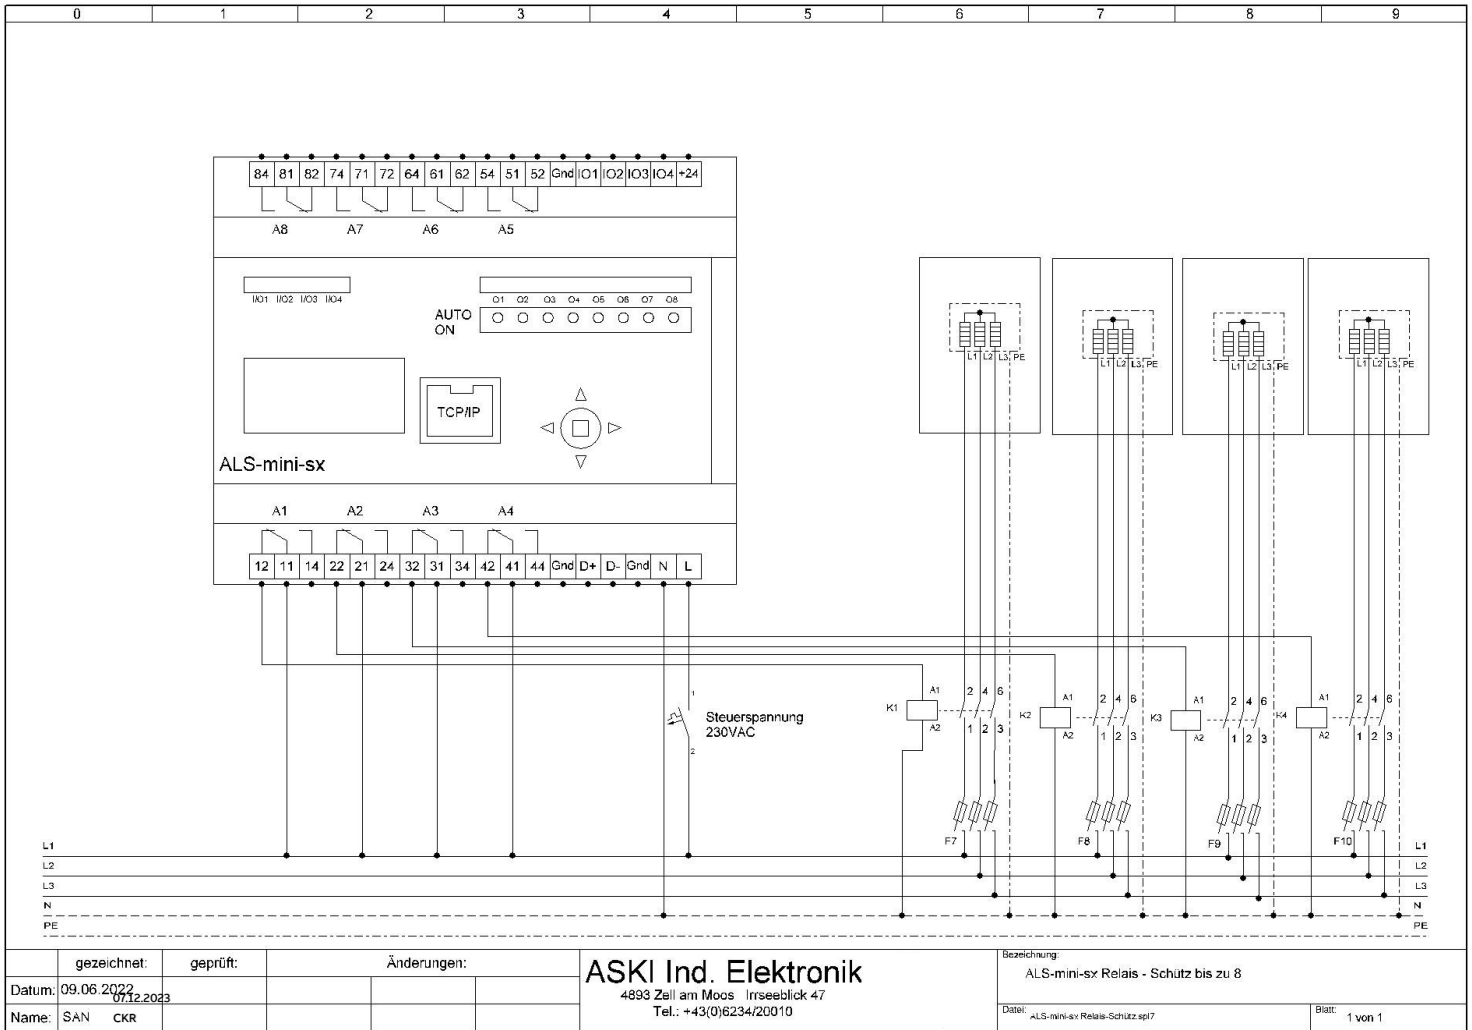 0 1 2 3 4 5 6 7 8 9
84 81 82 74 71 72 64 61 62 54 51 52 Gnd IO1 IO2 IO3 IO4 +24
A8 A7 A6 A5
I/O1 I/O2 I/O3 I/O4
O1 O2 O3 O4 O5 O6 O7 O8
AUTO
ON
TCP/IP
ALS-mini-sx
A1 A2 A3 A4
12 11 14 22 21 24 32 31 34 42 41 44 Gnd D+ D- Gnd N L
L1 L2 L3 PE
L1 L2 L3 PE
L1 L2 L3 PE
L1 L2 L3 PE
1
Steuerspannung
230VAC
2
K1 A1 2 4 6
A2 1 2 3
K2 A1 2 4 6
A2 1 2 3
K3 A1 2 4 6
A2 1 2 3
K4 A1 2 4 6
A2 1 2 3
F7 F8 F9 F10
L1 L1
L2 L2
L3 L3
N N
PE PE
gezeichnet: geprüft: Änderungen:
Datum: 09.06.2022
07.12.2023
Name: SAN CKR
ASKI Ind. Elektronik
4893 Zell am Moos Irrseeblick 47
Tel.: +43(0)6234/20010
Bezeichnung:
ALS-mini-sx Relais - Schütz bis zu 8
Datei: ALS-mini-sx Relais-Schütz.spl7
Blatt: 1 von 1